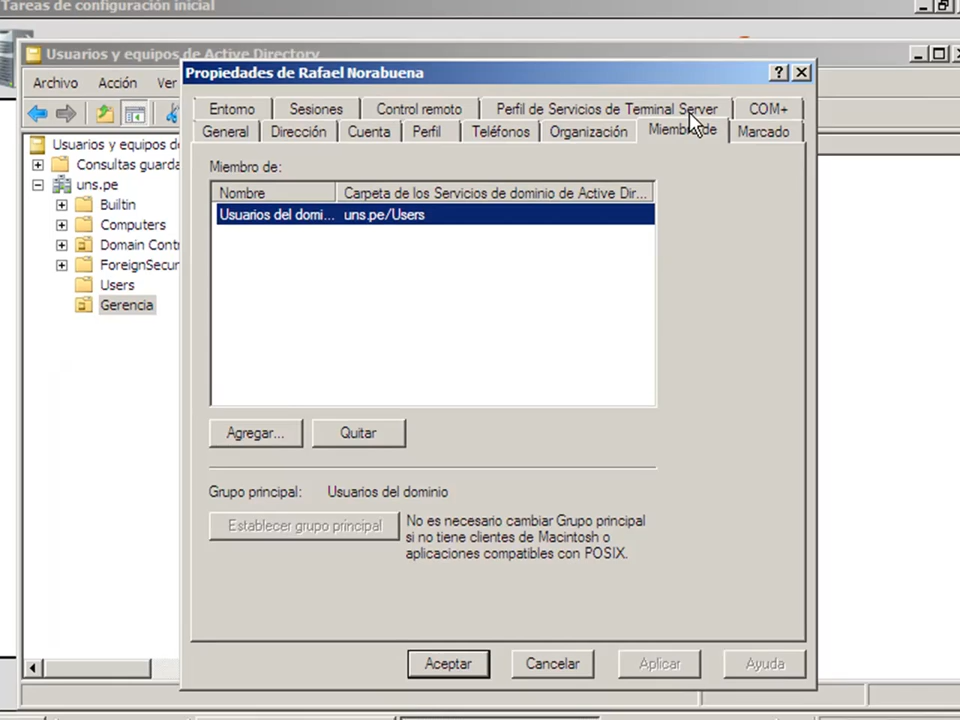 Tareas de configuración inicial
Usuarios y equipos de Active Directory
Archivo Acción Ver
Usuarios y equipos d
Consultas guarda
uns.pe
Builtin
Computers
Domain Contr
ForeignSecur
Users
Gerencia
Propiedades de Rafael Norabuena
Entorno Sesiones Control remoto Perfil de Servicios de Terminal Server COM+
General Dirección Cuenta Perfil Teléfonos Organización Miembro de Marcado
Miembro de:
Nombre Carpeta de los Servicios de dominio de Active Dir...
Usuarios del domi... uns.pe/Users
Agregar... Quitar
Grupo principal: Usuarios del dominio
Establecer grupo principal
No es necesario cambiar Grupo principal
si no tiene clientes de Macintosh o
aplicaciones compatibles con POSIX.
Aceptar Cancelar Aplicar Ayuda